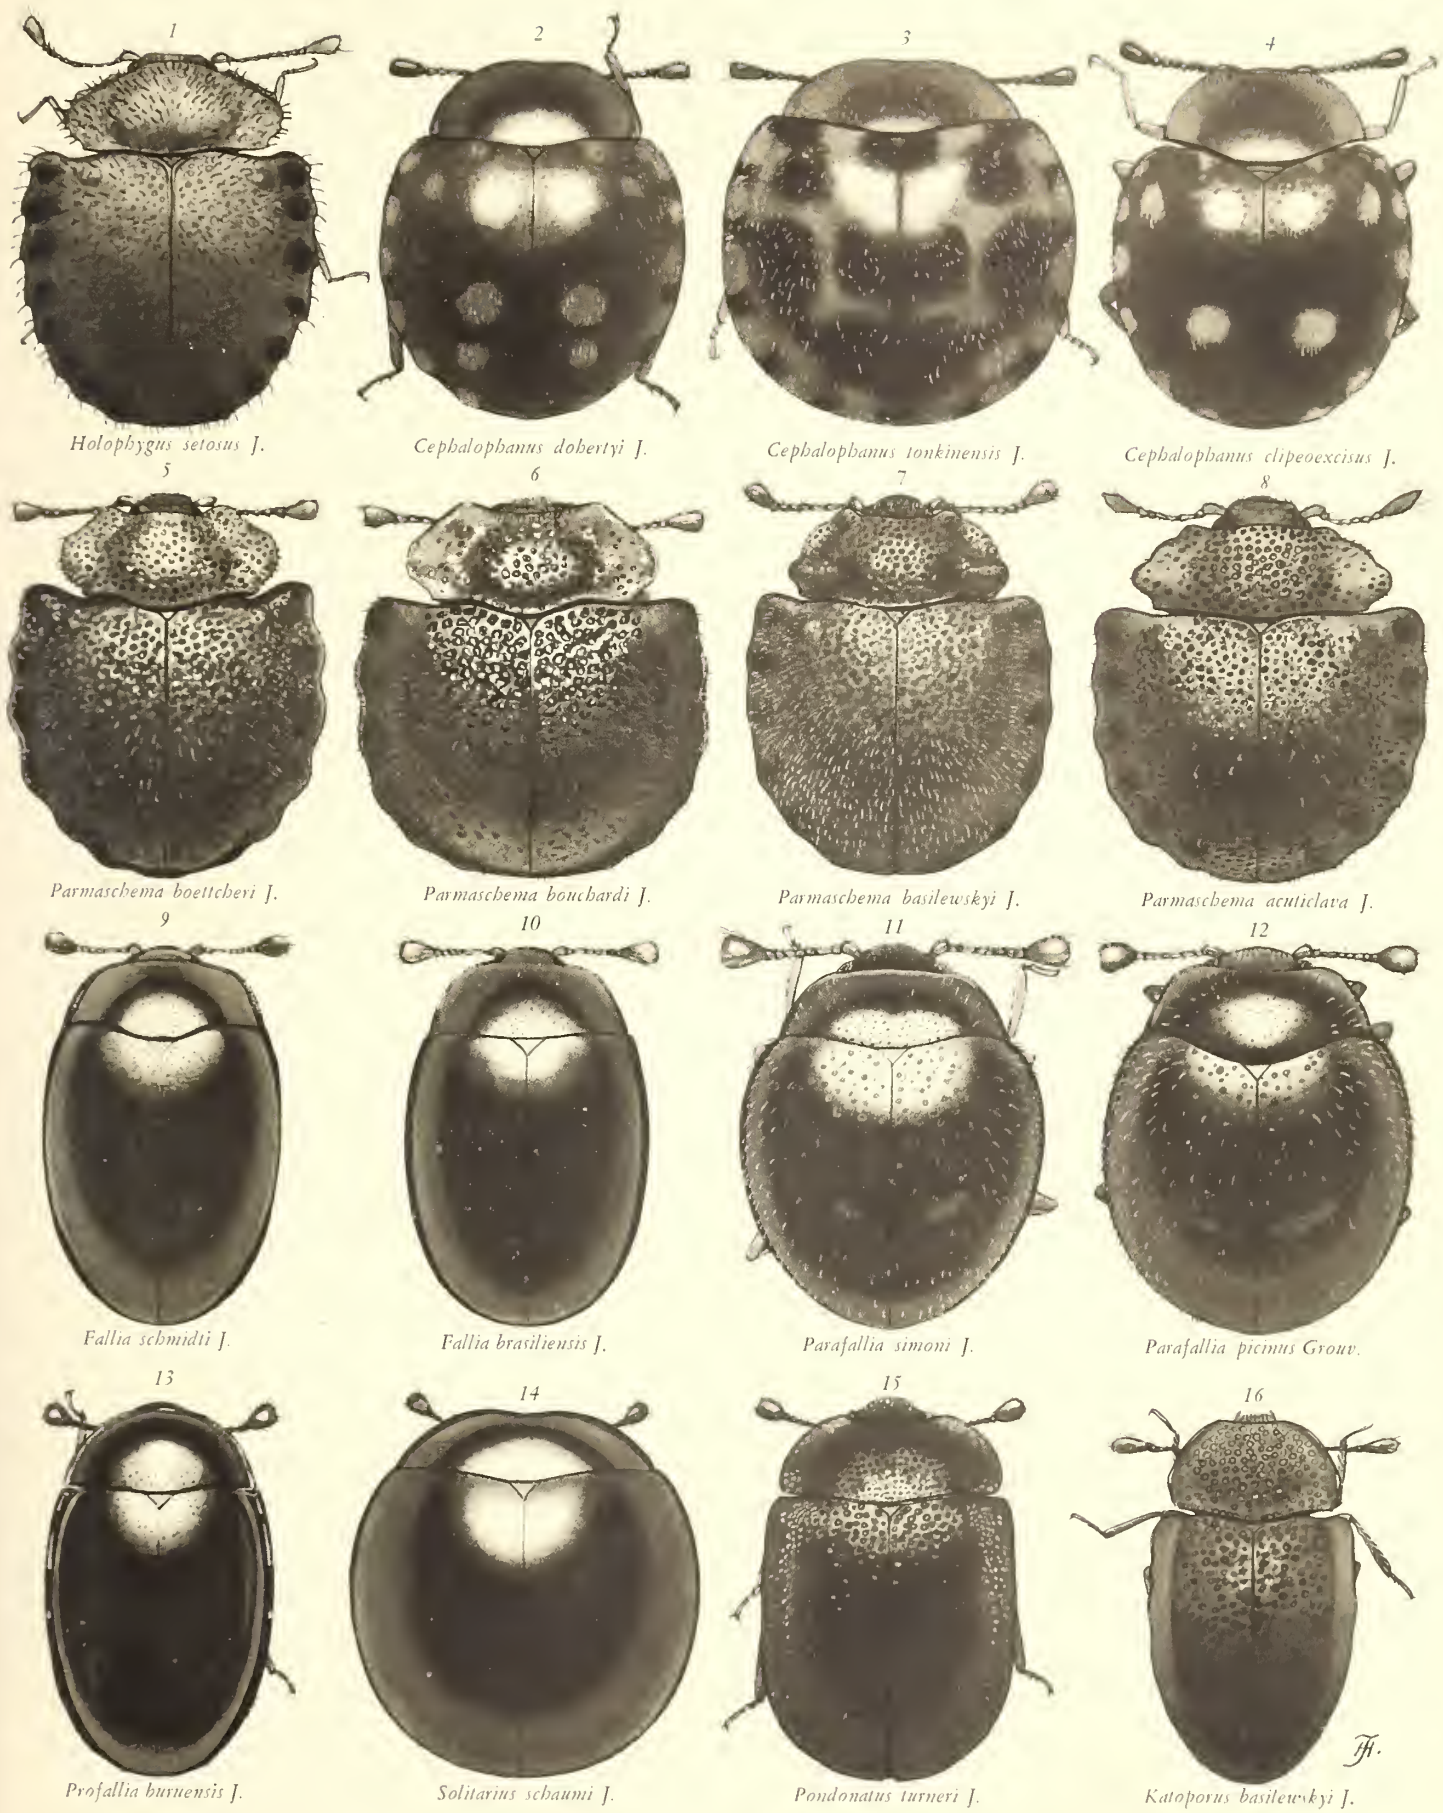 1 2 3 4
Holophygus setosus J. Cephalophanus dohertyi J. Cephalophanus tonkinensis J. Cephalophanus clipeoexcisus J.
5 6 7 8
Parmaschema boettcheri J. Parmaschema bouchardi J. Parmaschema basilewskyi J. Parmaschema acuticlava J.
9 10 11 12
Fallia schmidti J. Fallia brasiliensis J. Parafallia simoni J. Parafallia picinus Grouv.
13 14 15 16
JH.
Profallia buruensis J. Solitarius schaumi J. Pondonatus turneri J. Katoporus basilewskyi J.